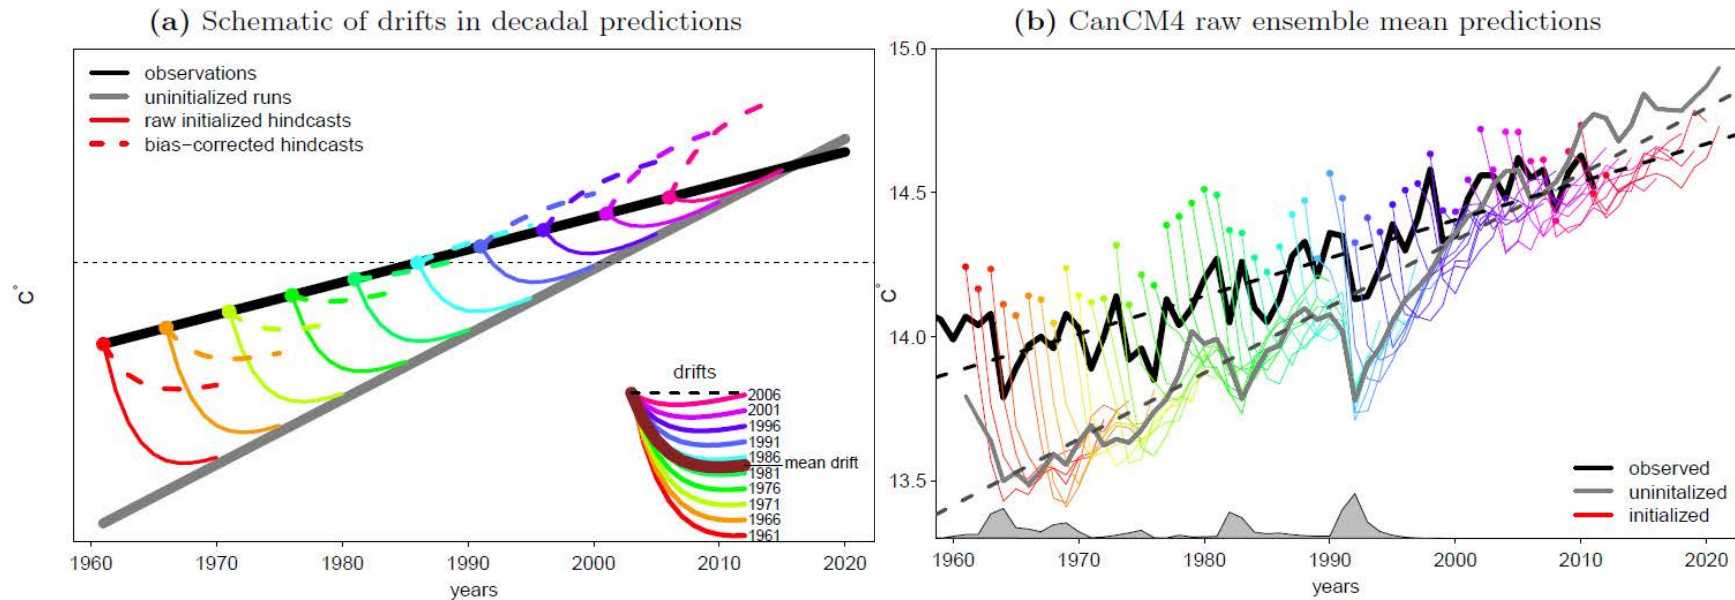 (a) Schematic of drifts in decadal predictions
observations
uninitialized runs
raw initialized hindcasts
bias−corrected hindcasts
°C
drifts
2006
2001
1996
1991
1986
1981
1976
1971
1966
1961
mean drift
1960 1970 1980 1990 2000 2010 2020
years
(b) CanCM4 raw ensemble mean predictions
15.0
14.5
14.0
13.5
°C
observed
uninitalized
initialized
1960 1970 1980 1990 2000 2010 2020
years